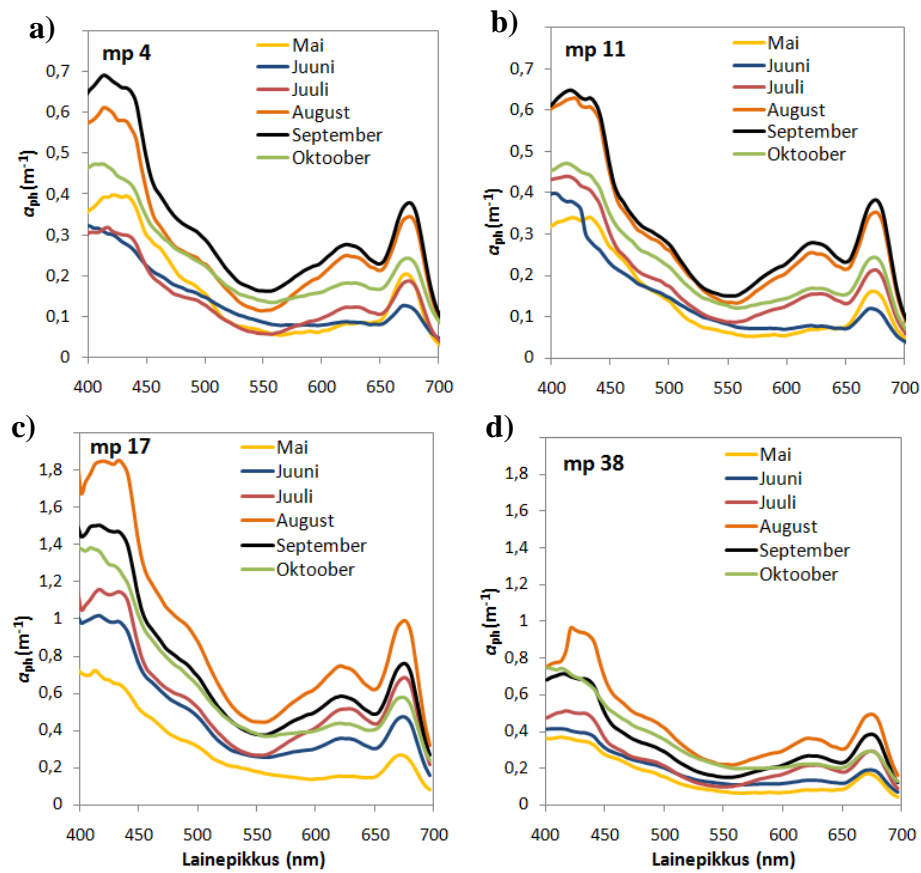 a)
mp 4
Mai
Juuni
Juuli
August
September
Oktoober
0,7
0,6
0,5
0,4
0,3
0,2
0,1
0
aph(m-1)
400 450 500 550 600 650 700
b)
mp 11
Mai
Juuni
Juuli
August
September
Oktoober
0,7
0,6
0,5
0,4
0,3
0,2
0,1
0
aph(m-1)
400 450 500 550 600 650 700
c)
mp 17
Mai
Juuni
Juuli
August
September
Oktoober
1,8
1,6
1,4
1,2
1
0,8
0,6
0,4
0,2
0
aph(m-1)
400 450 500 550 600 650 700
Lainepikkus (nm)
d)
mp 38
Mai
Juuni
Juuli
August
September
Oktoober
1,8
1,6
1,4
1,2
1
0,8
0,6
0,4
0,2
0
aph(m-1)
400 450 500 550 600 650 700
Lainepikkus (nm)